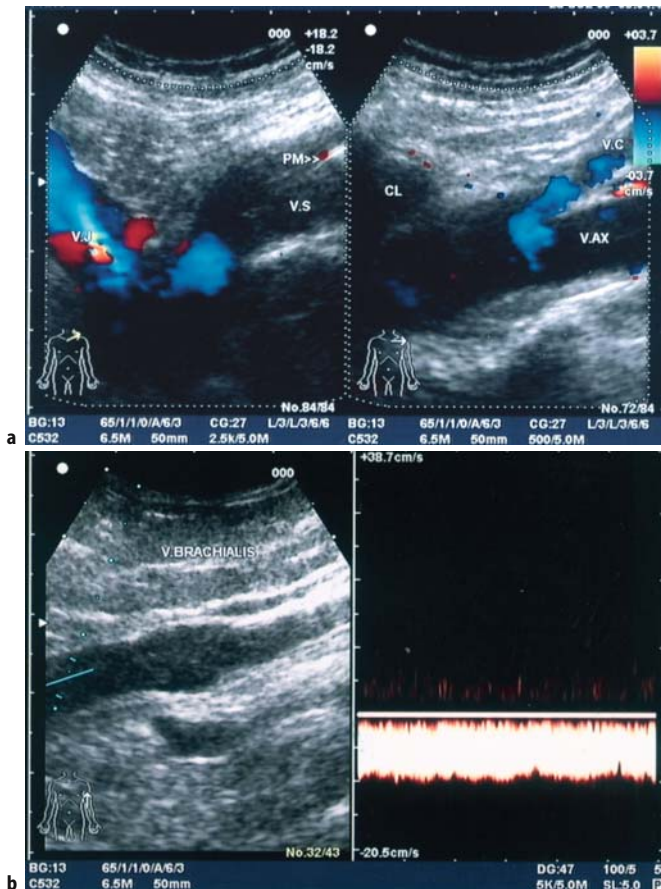 000
+18.2
-18.2
cm/s
PM>>
V.S
V.J
No.84/84
BG:13 65/1/1/0/A/6/3 CG:27 L/3/L/3/6/6
C532 6.5M 50mm 2.5k/5.0M
000
+03.7
V.C
-03.7
cm/s
CL
V.AX
No.72/84
BG:13 65/1/1/0/A/6/3 CG:27 L/3/L/3/6/6
C532 6.5M 50mm 500/5.0M
a
000
V.BRACHIALIS
No.32/43
BG:13 65/1/1/0/A/6/3
C532 6.5M 50mm
+38.7cm/s
-20.5cm/s
DG:47 100/5
5K/5.0M SL:5.0
b